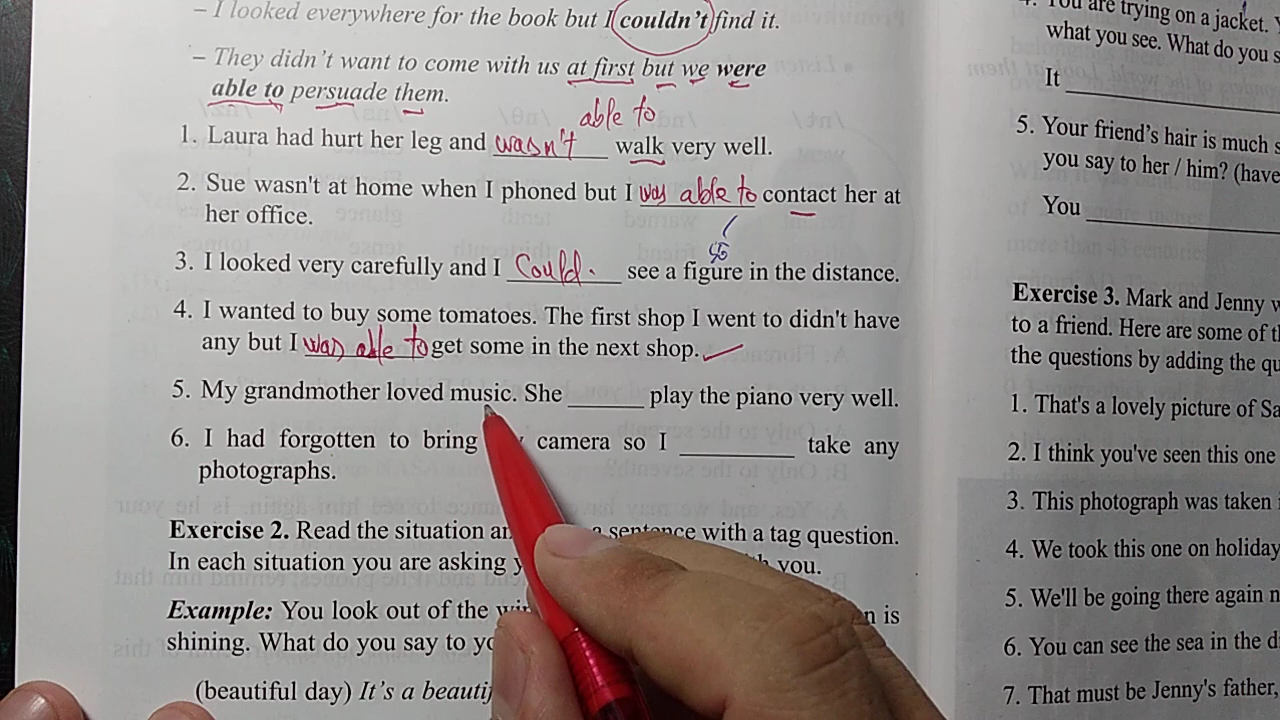 – I looked everywhere for the book but I couldn't find it.
– They didn't want to come with us at first but we were
able to persuade them.
able to
1. Laura had hurt her leg and wasn't walk very well.
2. Sue wasn't at home when I phoned but I was able to contact her at
her office.
3. I looked very carefully and I could. see a figure in the distance.
4. I wanted to buy some tomatoes. The first shop I went to didn't have
any but I was able to get some in the next shop.
5. My grandmother loved music. She ______ play the piano very well.
6. I had forgotten to bring camera so I ______ take any
photographs.
Exercise 2. Read the situation a sentence with a tag question.
In each situation you are asking you.
Example: You look out of the is
shining. What do you say to
(beautiful day) It's a
4. You are trying on a jacket.
what you see. What do you
It ______
5. Your friend's hair is much
you say to her / him? (have
You ______
Exercise 3. Mark and Jenny
to a friend. Here are some of
the questions by adding the
1. That's a lovely picture of
2. I think you've seen this one
3. This photograph was taken
4. We took this one on holiday
5. We'll be going there again
6. You can see the sea in the
7. That must be Jenny's father,